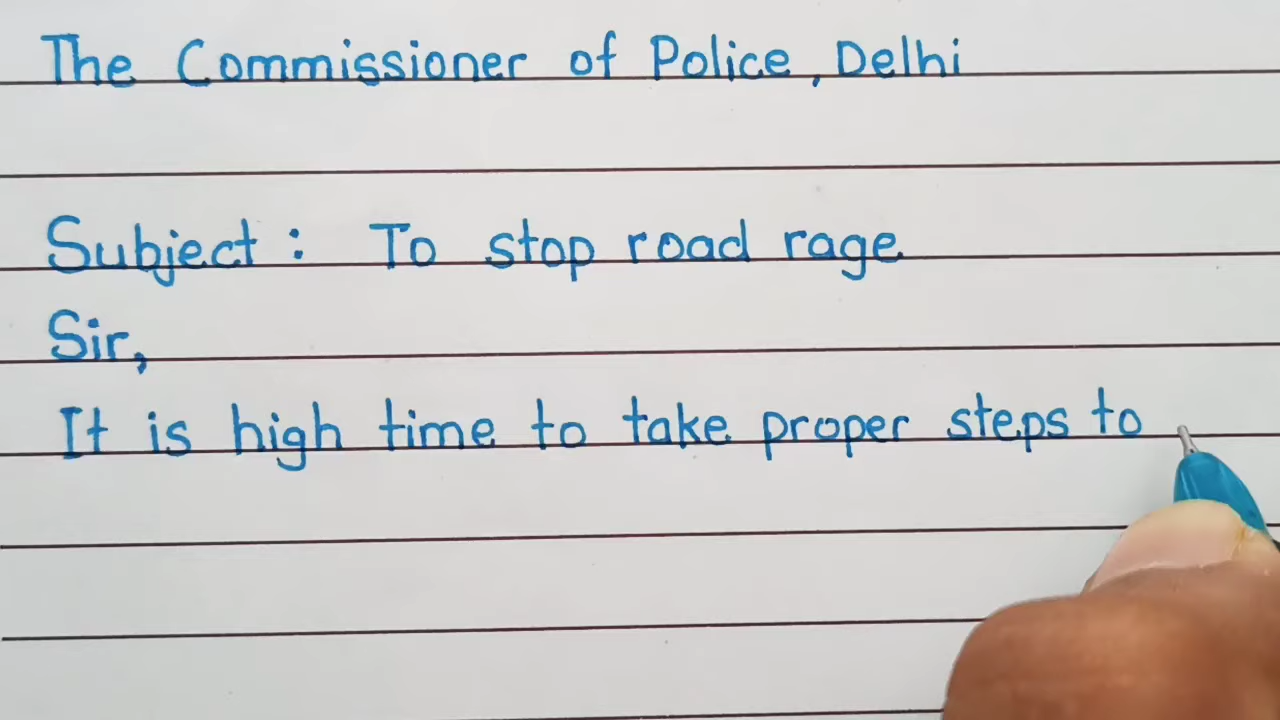 The Commissioner of Police, Delhi
Subject: To stop road rage
Sir,
It is high time to take proper steps to